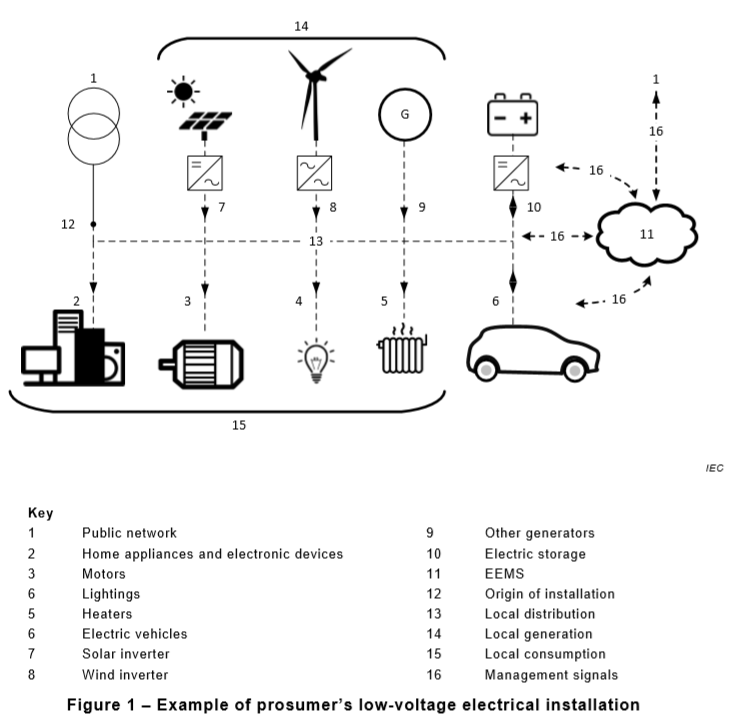 14
1
1
G
- +
16
16
7
8
9
10
12
16
11
13
2
3
4
5
6
16
15
IEC
Key
1 Public network
2 Home appliances and electronic devices
3 Motors
6 Lightings
5 Heaters
6 Electric vehicles
7 Solar inverter
8 Wind inverter
9 Other generators
10 Electric storage
11 EEMS
12 Origin of installation
13 Local distribution
14 Local generation
15 Local consumption
16 Management signals
Figure 1 – Example of prosumer's low-voltage electrical installation